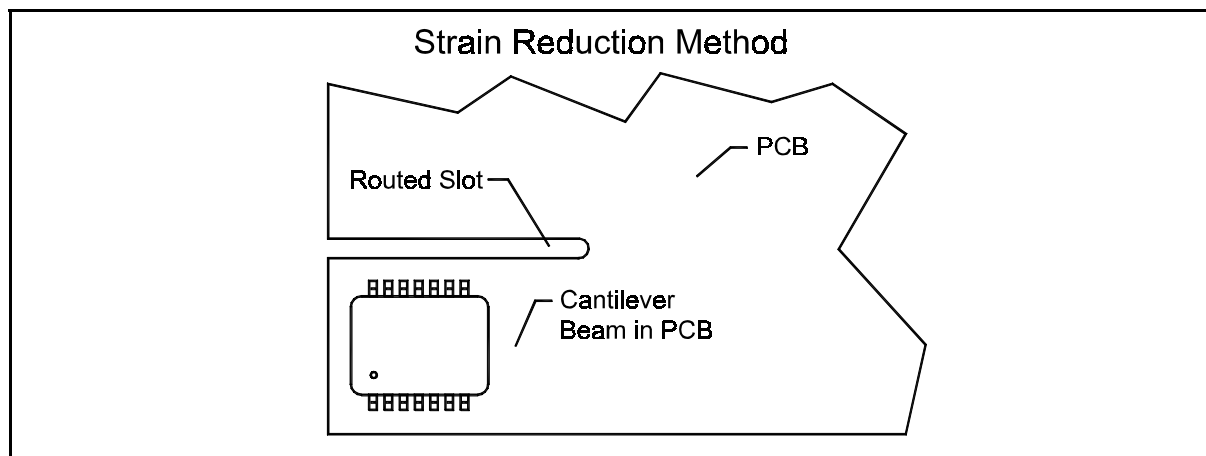 Strain Reduction Method
PCB
Routed Slot
Cantilever
Beam in PCB